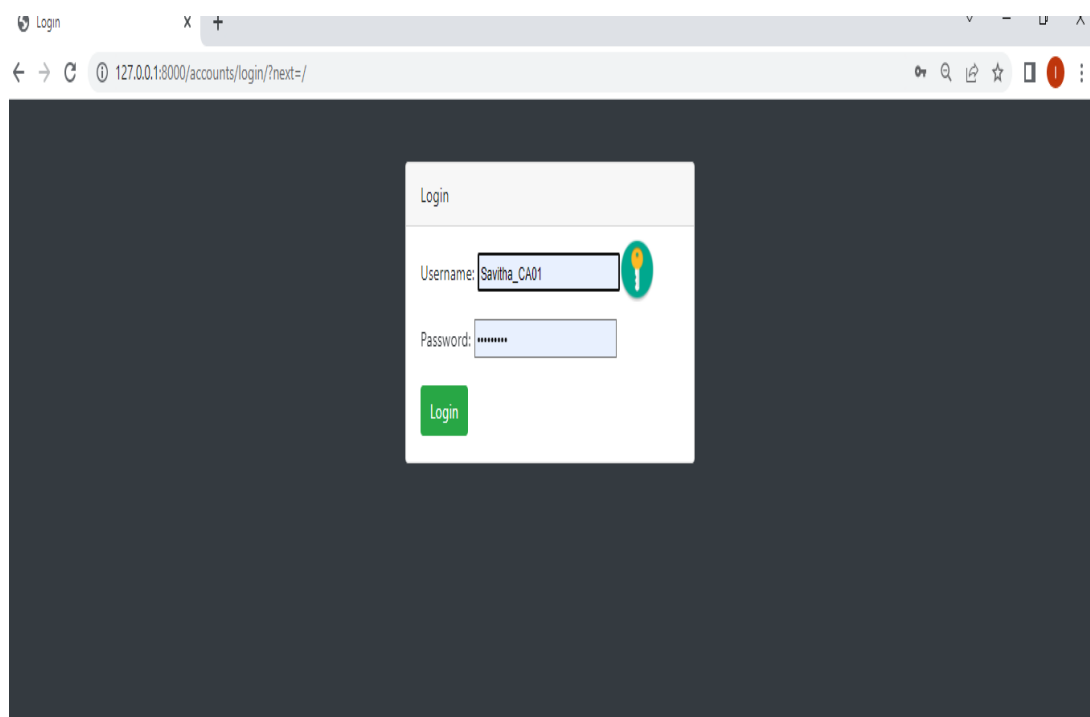 Login
127.0.0.1:8000/accounts/login/?next=/
I
Login
Username: Savitha_CA01
Password: •••••••••
Login